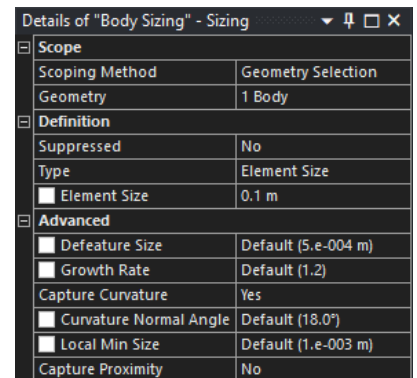 Details of "Body Sizing" - Sizing
Scope
Scoping Method Geometry Selection
Geometry 1 Body
Definition
Suppressed No
Type Element Size
Element Size 0.1 m
Advanced
Defeature Size Default (5.e-004 m)
Growth Rate Default (1.2)
Capture Curvature Yes
Curvature Normal Angle Default (18.0°)
Local Min Size Default (1.e-003 m)
Capture Proximity No